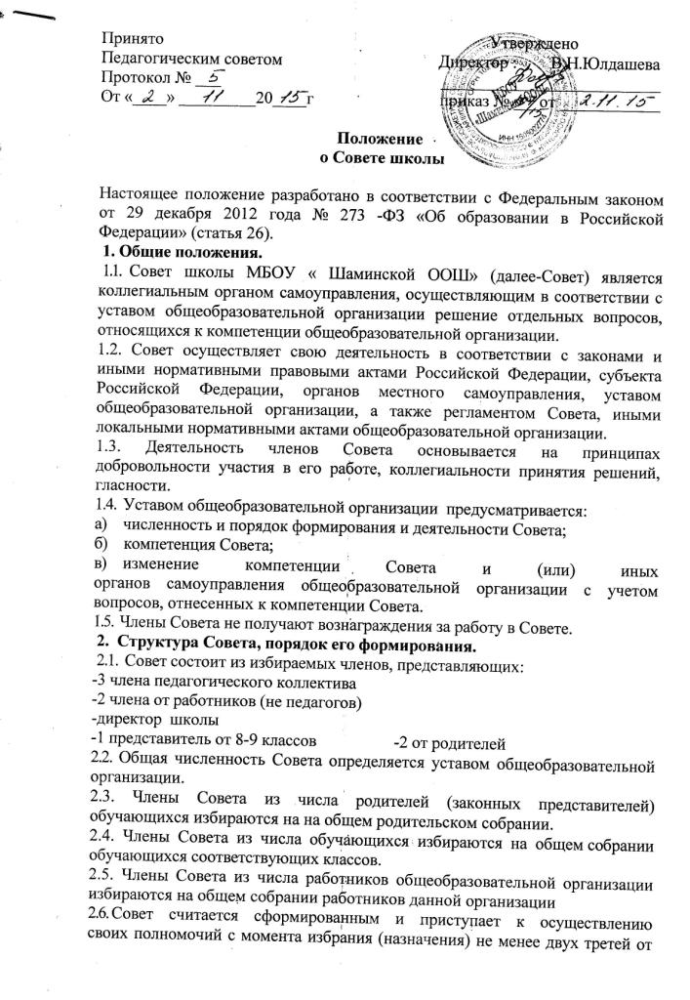 Принято
Педагогическим советом
Протокол № 5
От « 2 » 11 20 15 г
Утверждено
Директор : В.Н.Юлдашева
приказ № от 2.11.15
МБОУ
«Шаминская ООШ»
Положение
о Совете школы
Настоящее положение разработано в соответствии с Федеральным законом
от 29 декабря 2012 года № 273 -ФЗ «Об образовании в Российской
Федерации» (статья 26).
1. Общие положения.
1.1. Совет школы МБОУ « Шаминской ООШ» (далее-Совет) является
коллегиальным органом самоуправления, осуществляющим в соответствии с
уставом общеобразовательной организации решение отдельных вопросов,
относящихся к компетенции общеобразовательной организации.
1.2. Совет осуществляет свою деятельность в соответствии с законами и
иными нормативными правовыми актами Российской Федерации, субъекта
Российской Федерации, органов местного самоуправления, уставом
общеобразовательной организации, а также регламентом Совета, иными
локальными нормативными актами общеобразовательной организации.
1.3. Деятельность членов Совета основывается на принципах
добровольности участия в его работе, коллегиальности принятия решений,
гласности.
1.4. Уставом общеобразовательной организации предусматривается:
а) численность и порядок формирования и деятельности Совета;
б) компетенция Совета;
в) изменение компетенции Совета и (или) иных
органов самоуправления общеобразовательной организации с учетом
вопросов, отнесенных к компетенции Совета.
1.5. Члены Совета не получают вознаграждения за работу в Совете.
2. Структура Совета, порядок его формирования.
2.1. Совет состоит из избираемых членов, представляющих:
-3 члена педагогического коллектива
-2 члена от работников (не педагогов)
-директор школы
-1 представитель от 8-9 классов -2 от родителей
2.2. Общая численность Совета определяется уставом общеобразовательной
организации.
2.3. Члены Совета из числа родителей (законных представителей)
обучающихся избираются на на общем родительском собрании.
2.4. Члены Совета из числа обучающихся избираются на общем собрании
обучающихся соответствующих классов.
2.5. Члены Совета из числа работников общеобразовательной организации
избираются на общем собрании работников данной организации
2.6. Совет считается сформированным и приступает к осуществлению
своих полномочий с момента избрания (назначения) не менее двух третей от